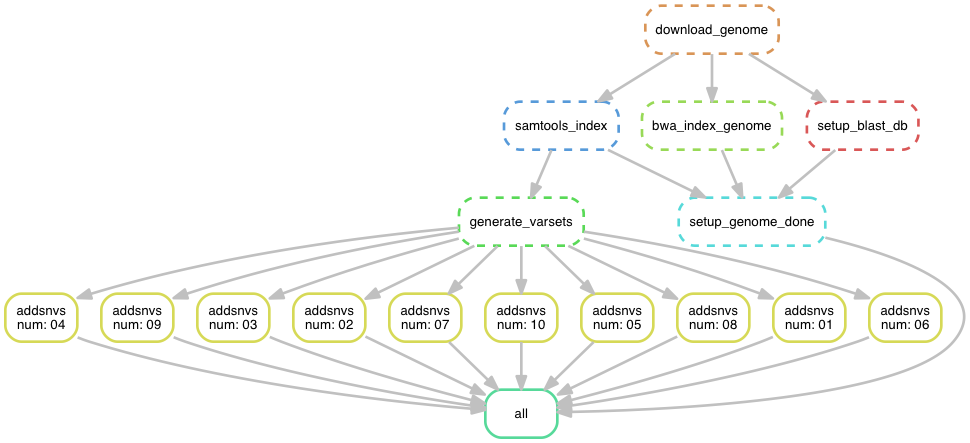 download_genome
samtools_index
bwa_index_genome
setup_blast_db
generate_varsets
setup_genome_done
addsnvs
num: 04
addsnvs
num: 09
addsnvs
num: 03
addsnvs
num: 02
addsnvs
num: 07
addsnvs
num: 10
addsnvs
num: 05
addsnvs
num: 08
addsnvs
num: 01
addsnvs
num: 06
all